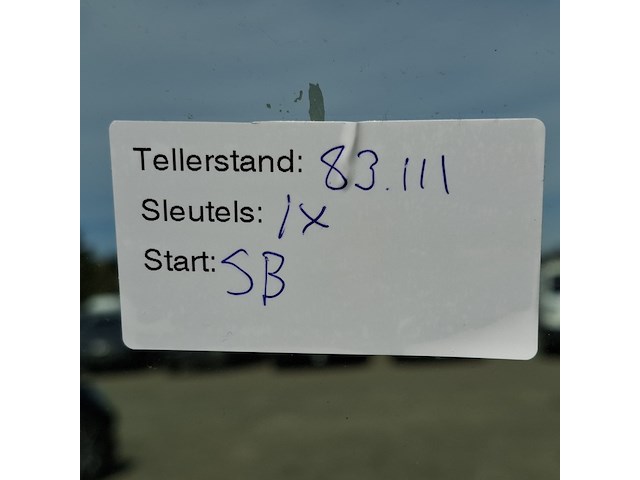 Tellerstand: 83.111
Sleutels: 1x
Start: SB